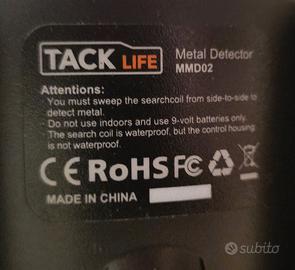 TACK LIFE
Metal Detector
MMD02
Attentions:
- You must sweep the searchcoil from side-to-side to
detect metal.
- Do not use indoors and use 9-volt batteries only.
The search coil is waterproof, but the control housing
is not waterproof.
CE RoHS FC
MADE IN CHINA
subito